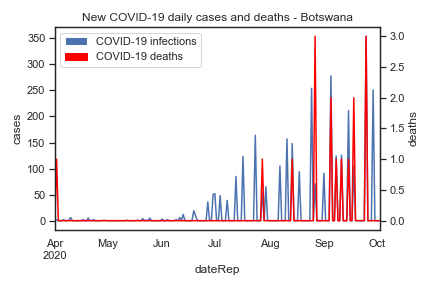 New COVID-19 daily cases and deaths - Botswana
COVID-19 infections
COVID-19 deaths
350
300
250
200
150
100
50
0
cases
3.0
2.5
2.0
1.5
1.0
0.5
0.0
deaths
Apr May Jun Jul Aug Sep Oct
2020
dateRep